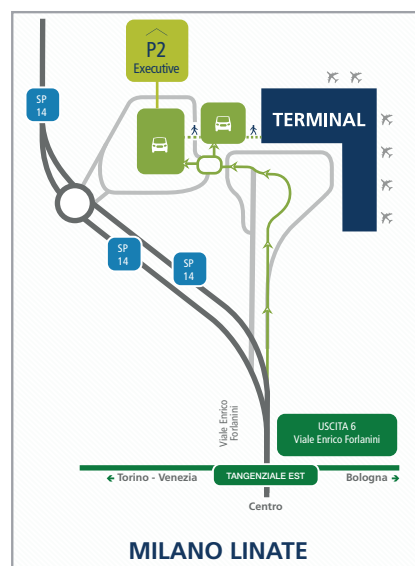 P2
Executive
SP
14
TERMINAL
SP
14
SP
14
Viale Enrico
Forlanini
USCITA 6
Viale Enrico Forlanini
← Torino - Venezia
TANGENZIALE EST
Bologna →
Centro
MILANO LINATE